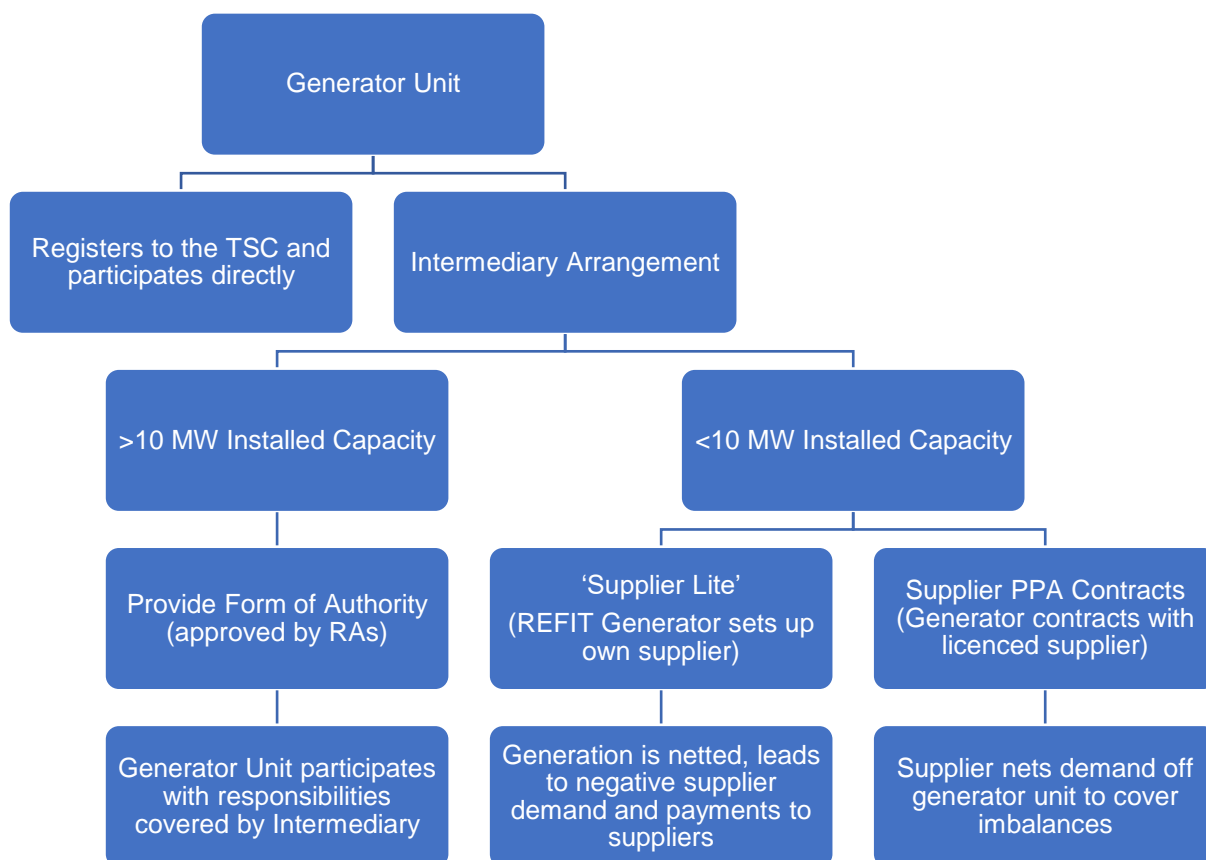 Generator Unit
Registers to the TSC and
participates directly
Intermediary Arrangement
>10 MW Installed Capacity
<10 MW Installed Capacity
Provide Form of Authority
(approved by RAs)
‘Supplier Lite’
(REFIT Generator sets up
own supplier)
Supplier PPA Contracts
(Generator contracts with
licenced supplier)
Generator Unit participates
with responsibilities
covered by Intermediary
Generation is netted, leads
to negative supplier
demand and payments to
suppliers
Supplier nets demand off
generator unit to cover
imbalances